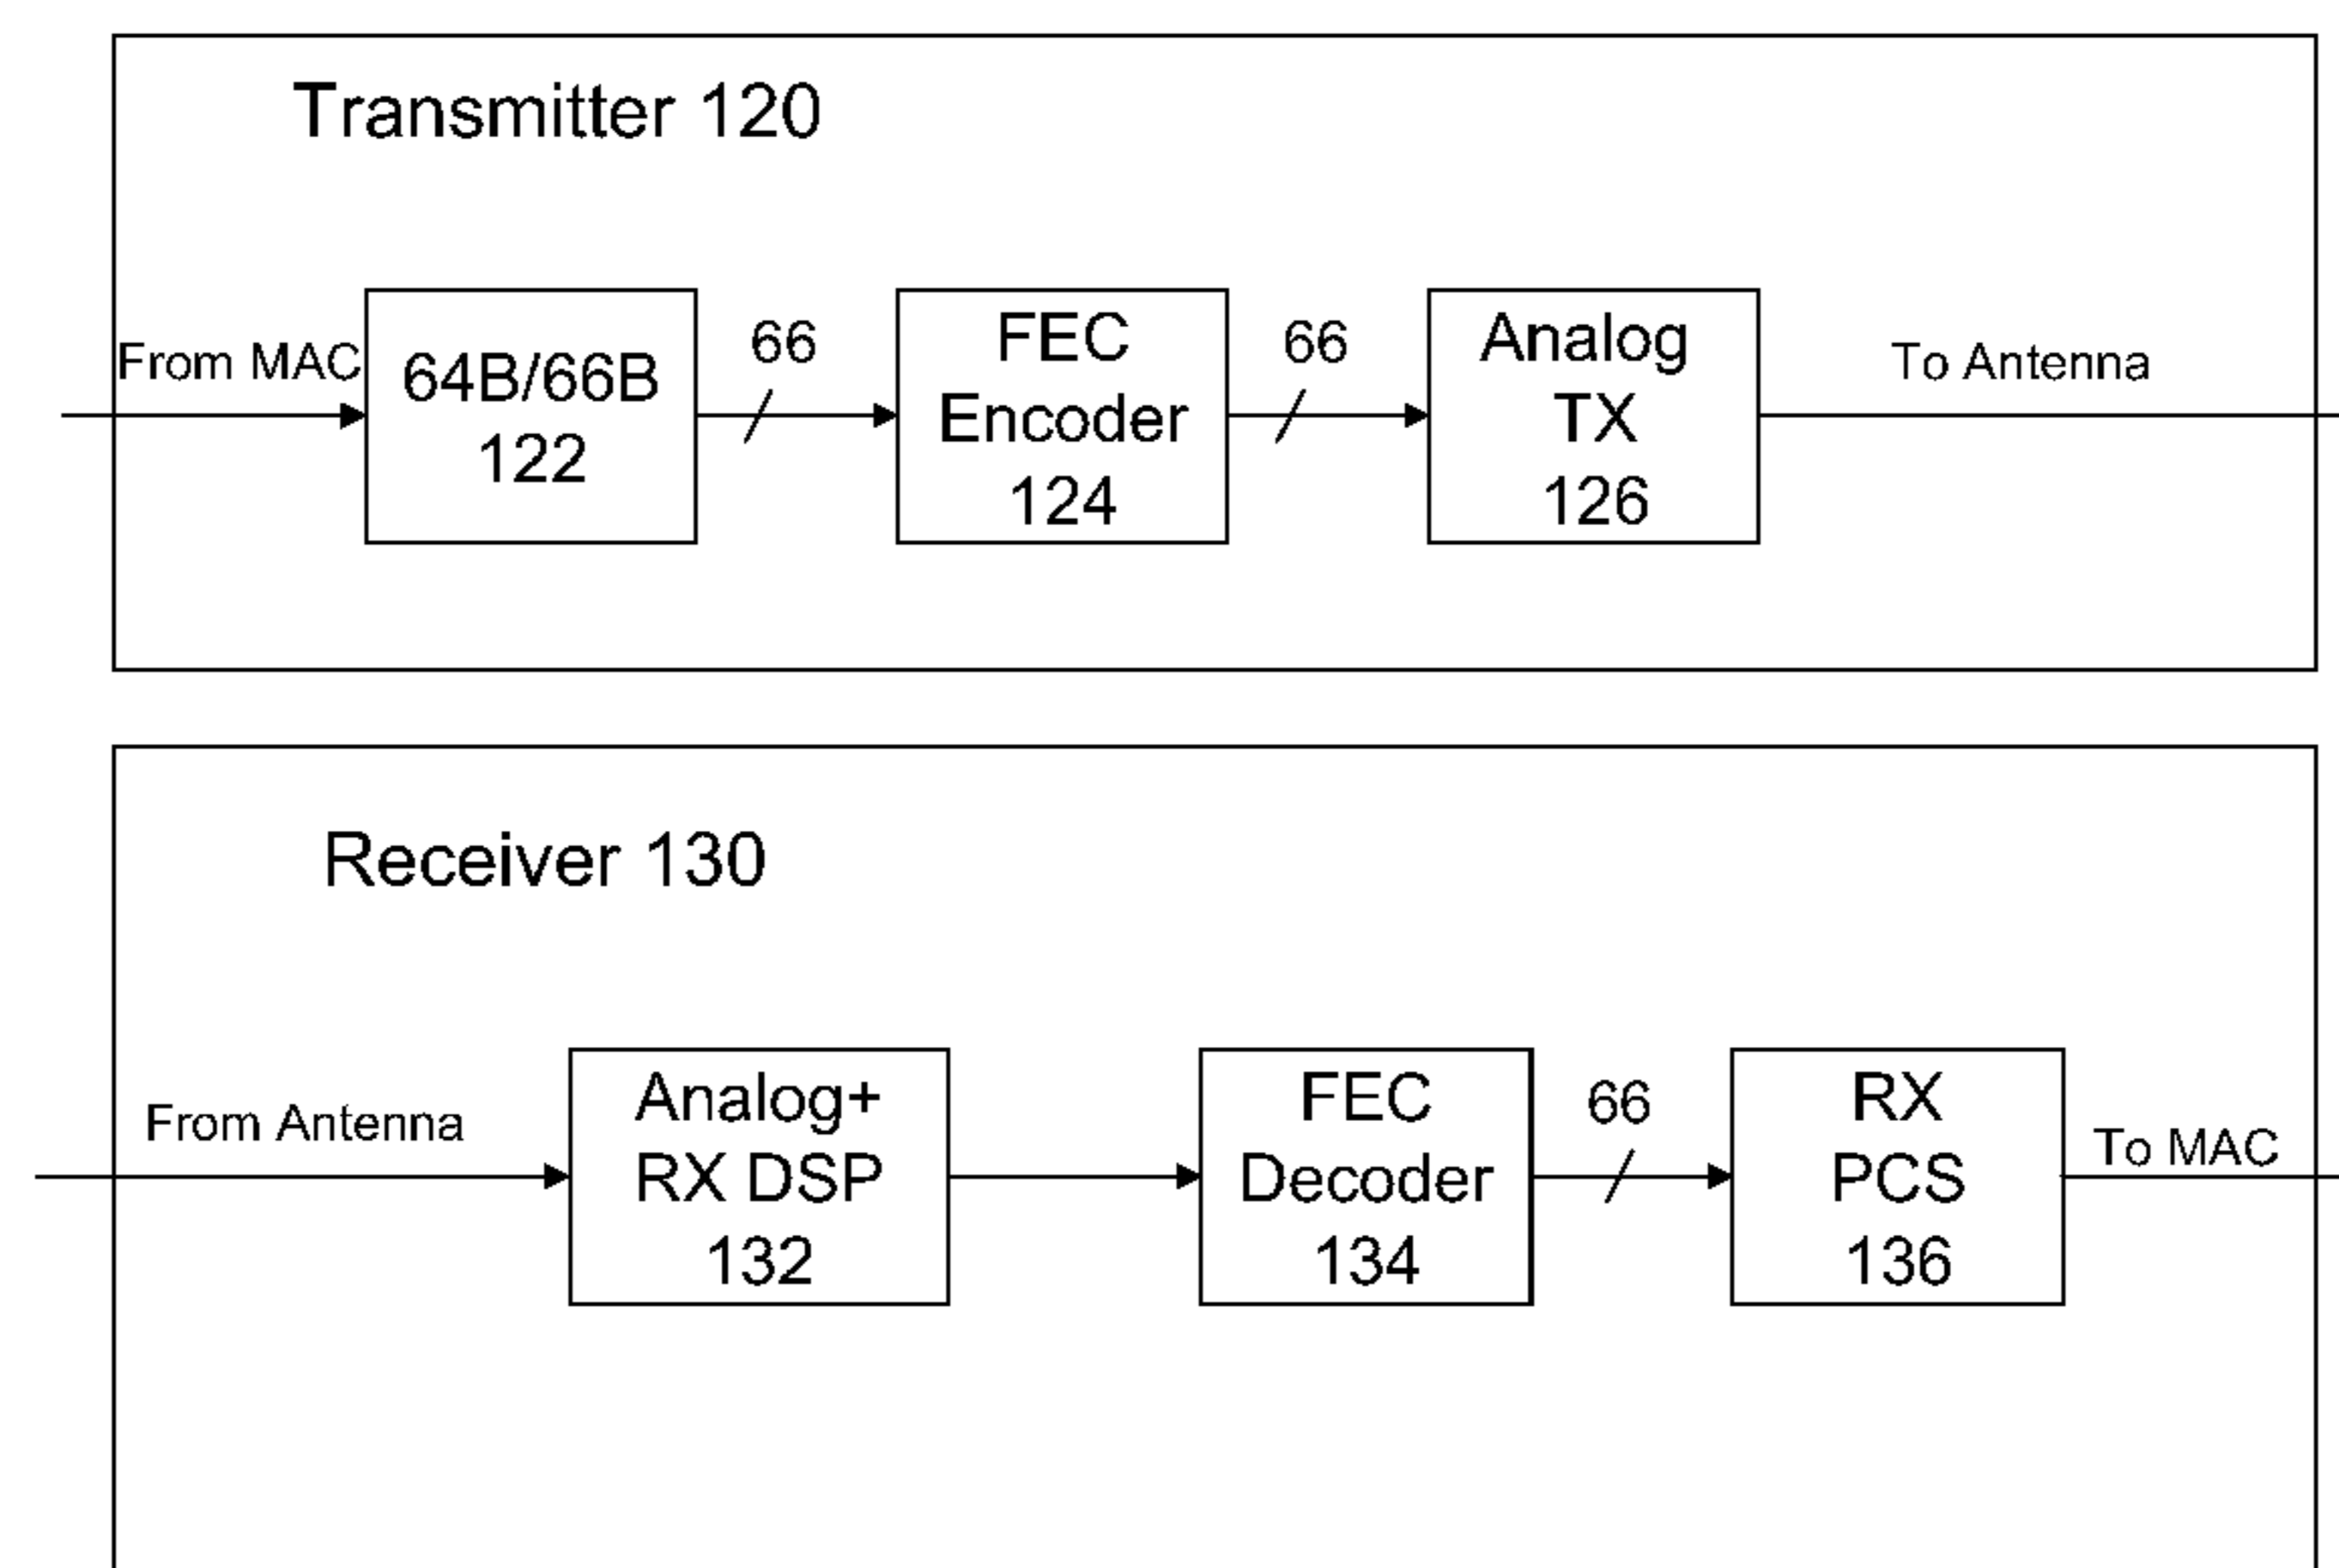 Transmitter 120
From MAC
64B/66B
122
66
FEC
Encoder
124
66
Analog
TX
126
To Antenna
Receiver 130
From Antenna
Analog+
RX DSP
132
FEC
Decoder
134
66
RX
PCS
136
To MAC